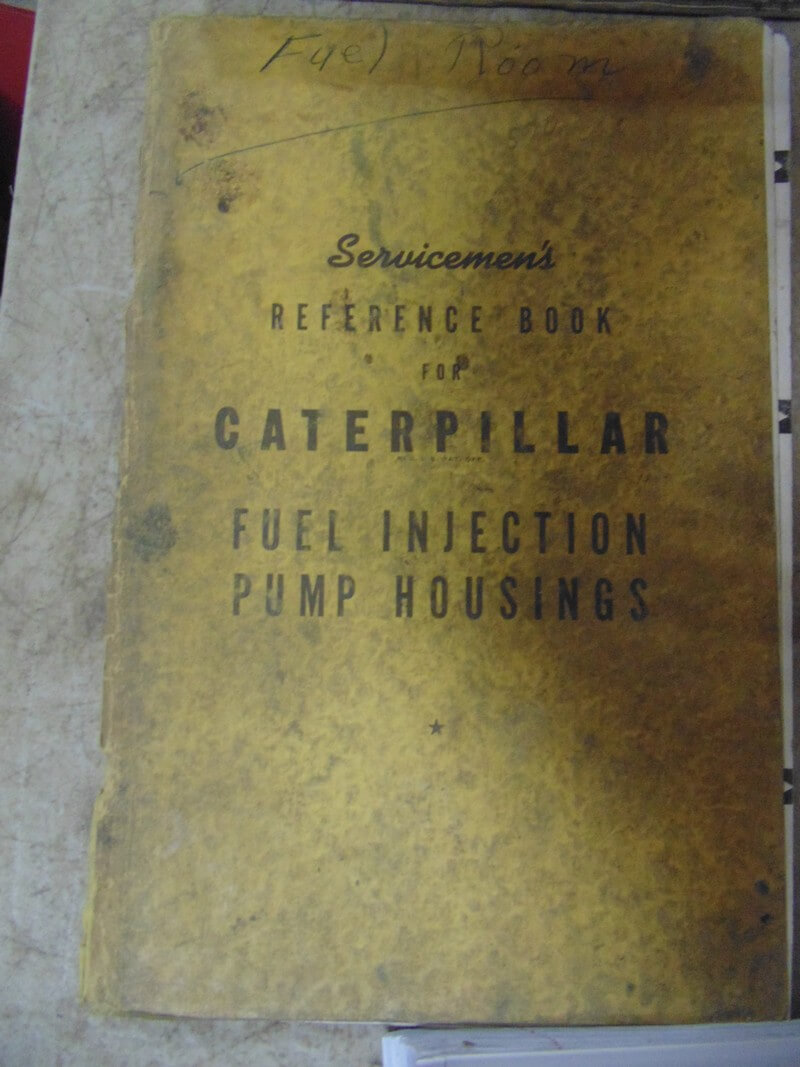 Fuel Room
Servicemen's
REFERENCE BOOK
FOR
CATERPILLAR
FUEL INJECTION
PUMP HOUSINGS